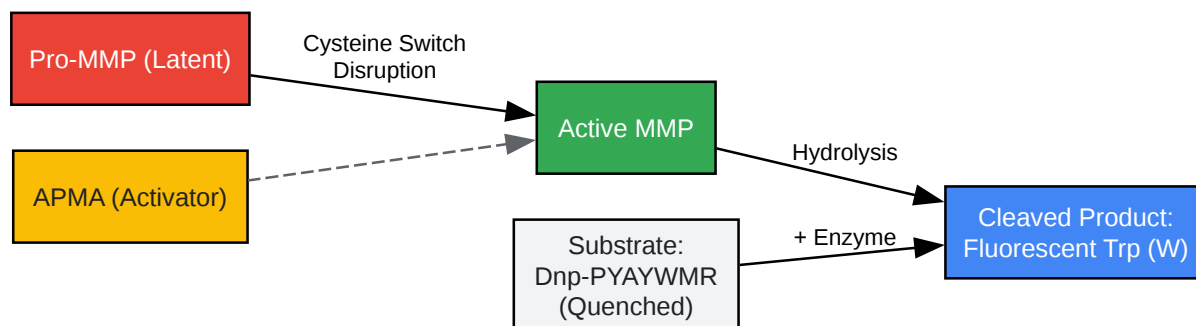 Pro-MMP (Latent)
Cysteine Switch
Disruption
APMA (Activator)
Active MMP
Hydrolysis
Substrate:
Dnp-PYAYWMR
(Quenched)
+ Enzyme
Cleaved Product:
Fluorescent Trp (W)